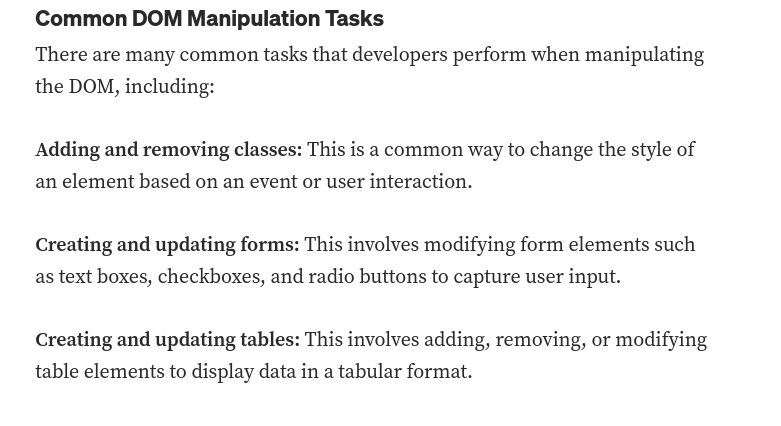 Common DOM Manipulation Tasks
There are many common tasks that developers perform when manipulating
the DOM, including:
Adding and removing classes: This is a common way to change the style of
an element based on an event or user interaction.
Creating and updating forms: This involves modifying form elements such
as text boxes, checkboxes, and radio buttons to capture user input.
Creating and updating tables: This involves adding, removing, or modifying
table elements to display data in a tabular format.